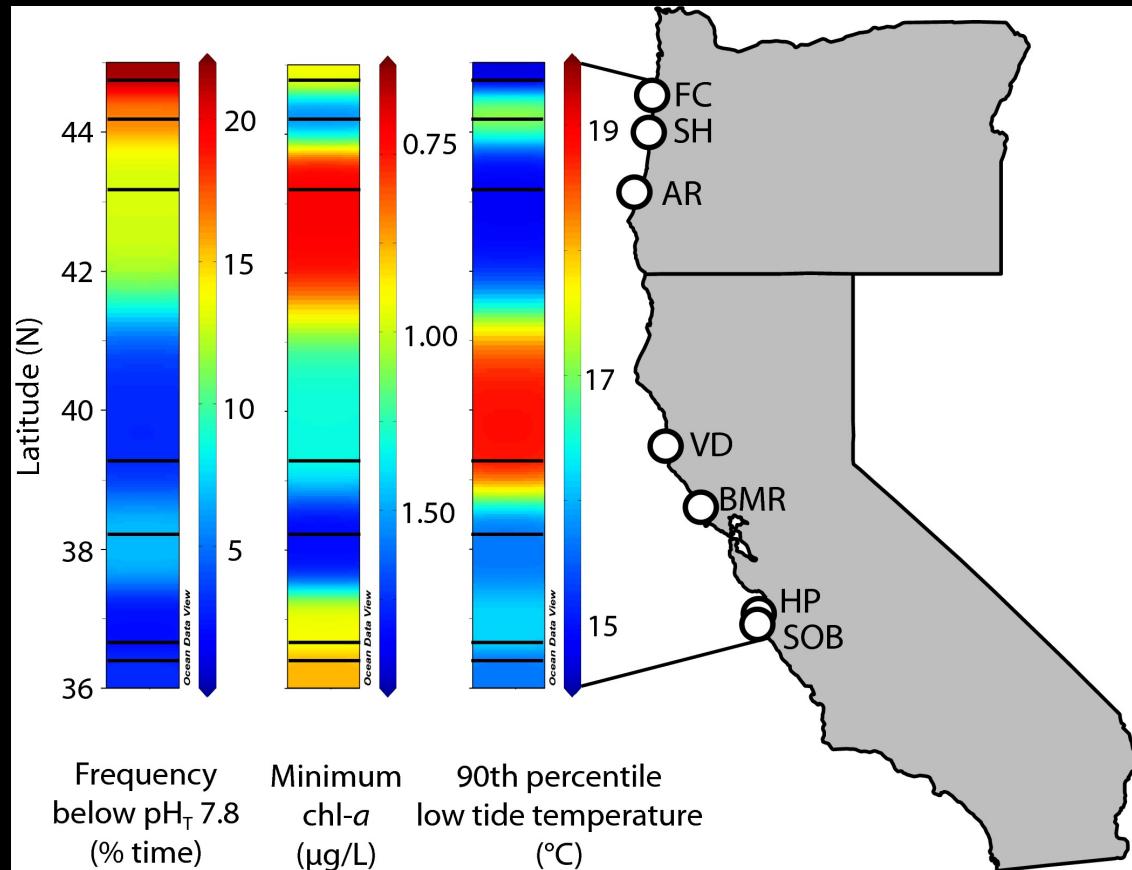 Latitude (N)
44
42
40
38
36
20
15
10
5
Ocean Data View
0.75
1.00
1.50
Ocean Data View
19
17
15
Ocean Data View
FC
SH
AR
VD
BMR
HP
SOB
Frequency
below pHT 7.8
(% time)
Minimum
chl-a
(µg/L)
90th percentile
low tide temperature
(°C)